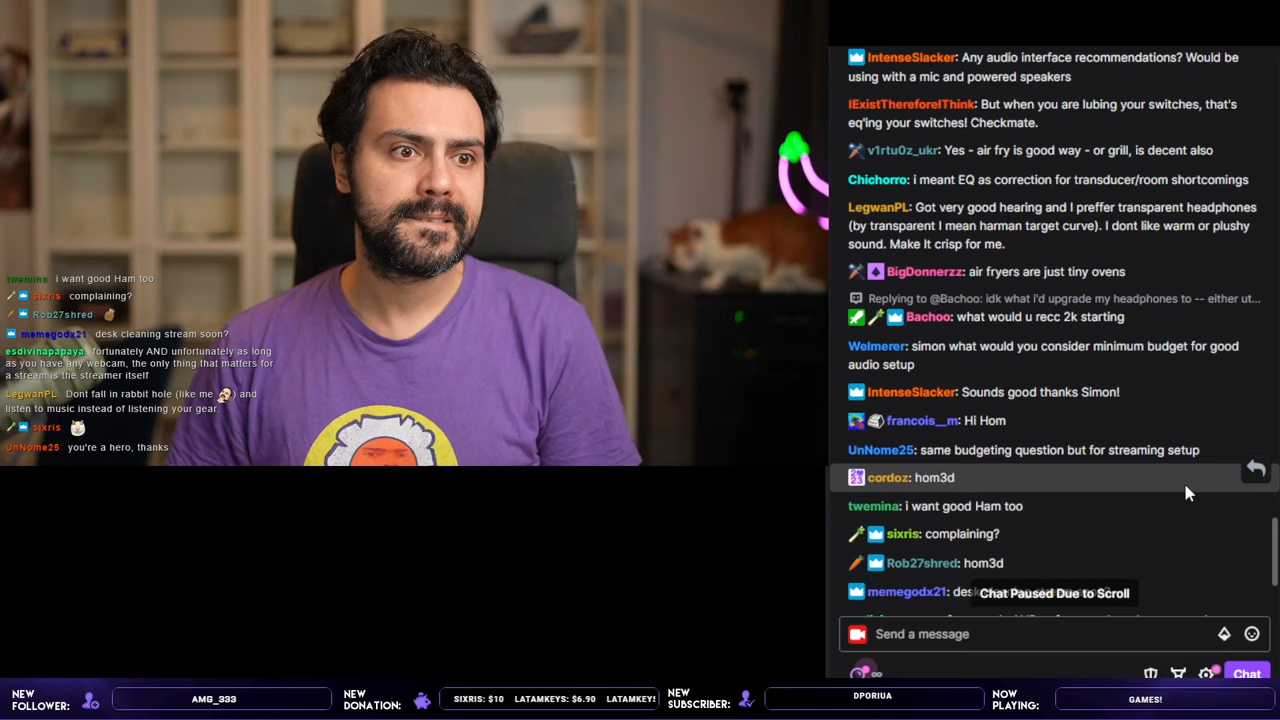 twemina i want good Ham too
sixris complaining?
Rob27shred
memegodx21 desk cleaning stream soon?
esdivinapapaya fortunately AND unfortunately as long
as you have any webcam, the only thing that matters for
a stream is the streamer itself
LegwanPL Dont fall in rabbit hole (like me ) and
listen to music instead of listening your gear.
sixris
UnNome25 you're a hero, thanks
IntenseSlacker: Any audio interface recommendations? Would be
using with a mic and powered speakers
IExistThereforeIThink: But when you are lubing your switches, that's
eq'ing your switches! Checkmate.
v1rtu0z_ukr: Yes - air fry is good way - or grill, is decent also
Chichorro: i meant EQ as correction for transducer/room shortcomings
LegwanPL: Got very good hearing and I preffer transparent headphones
(by transparent I mean harman target curve). I dont like warm or plushy
sound. Make It crisp for me.
BigDonnerzz: air fryers are just tiny ovens
Replying to @Bachoo: idk what i'd upgrade my headphones to -- either ut...
Bachoo: what would u recc 2k starting
Welmerer: simon what would you consider minimum budget for good
audio setup
IntenseSlacker: Sounds good thanks Simon!
francois__m: Hi Hom
UnNome25: same budgeting question but for streaming setup
cordoz: hom3d
twemina: i want good Ham too
sixris: complaining?
Rob27shred: hom3d
memegodx21:
Chat Paused Due to Scroll
Send a message
Chat
NEW FOLLOWER: AMG_333
NEW DONATION: SIXRIS: $10 LATAMKEYS: $6.90 LATAMKEYS
NEW SUBSCRIBER: DPORIUA
NOW PLAYING: GAMES!